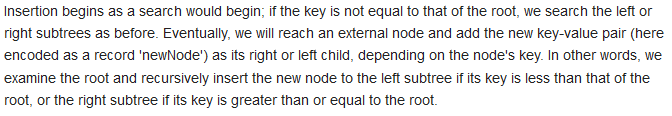 Insertion begins as a search would begin; if the key is not equal to that of the root, we search the left or
right subtrees as before. Eventually, we will reach an external node and add the new key-value pair (here
encoded as a record 'newNode') as its right or left child, depending on the node's key. In other words, we
examine the root and recursively insert the new node to the left subtree if its key is less than that of the
root, or the right subtree if its key is greater than or equal to the root.